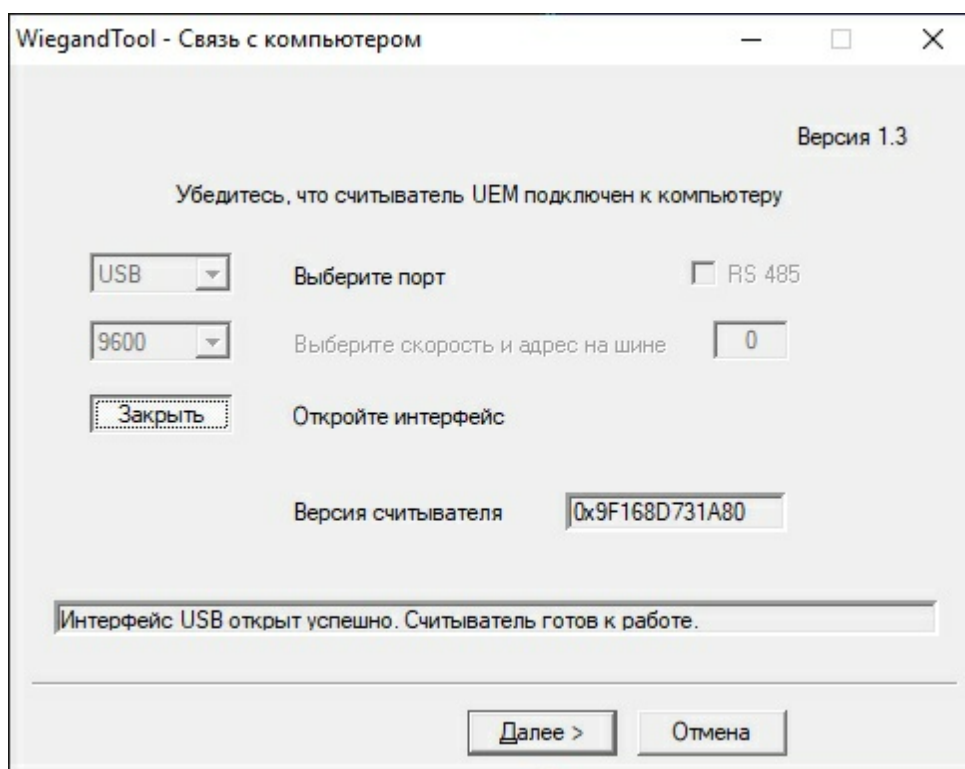 WiegandTool - Связь с компьютером
Версия 1.3
Убедитесь, что считыватель UEM подключен к компьютеру
USB Выберите порт RS 485
9600 Выберите скорость и адрес на шине 0
Закрыть Откройте интерфейс
Версия считывателя 0x9F168D731A80
Интерфейс USB открыт успешно. Считыватель готов к работе.
Далее > Отмена